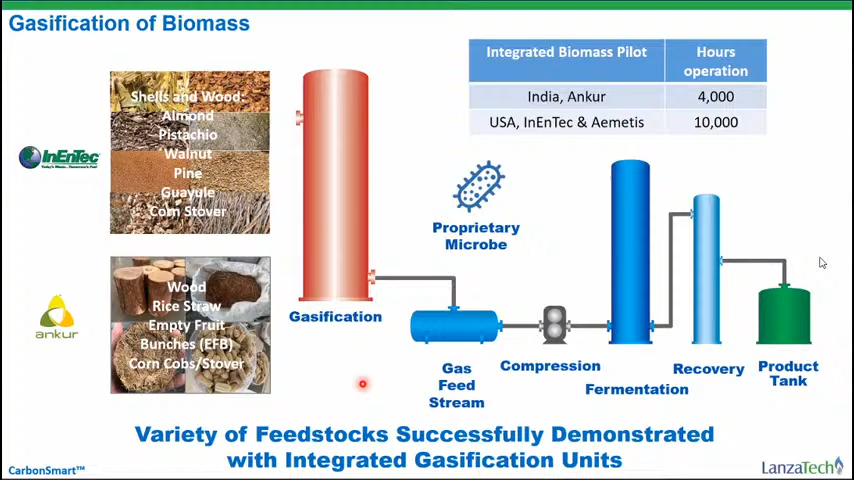 Gasification of Biomass
Integrated Biomass Pilot
Hours
operation
India, Ankur
4,000
USA, InEnTec & Aemetis
10,000
Shells and Wood
Almond
Pistachio
Walnut
Pine
Guayule
Corn Stover
InEnTec
Wood
Rice Straw
Empty Fruit
Bunches (EFB)
Corn Cobs/Stover
ankur
Proprietary
Microbe
Gasification
Gas
Feed
Stream
Compression
Fermentation
Recovery
Product
Tank
Variety of Feedstocks Successfully Demonstrated
with Integrated Gasification Units
CarbonSmart™
LanzaTech